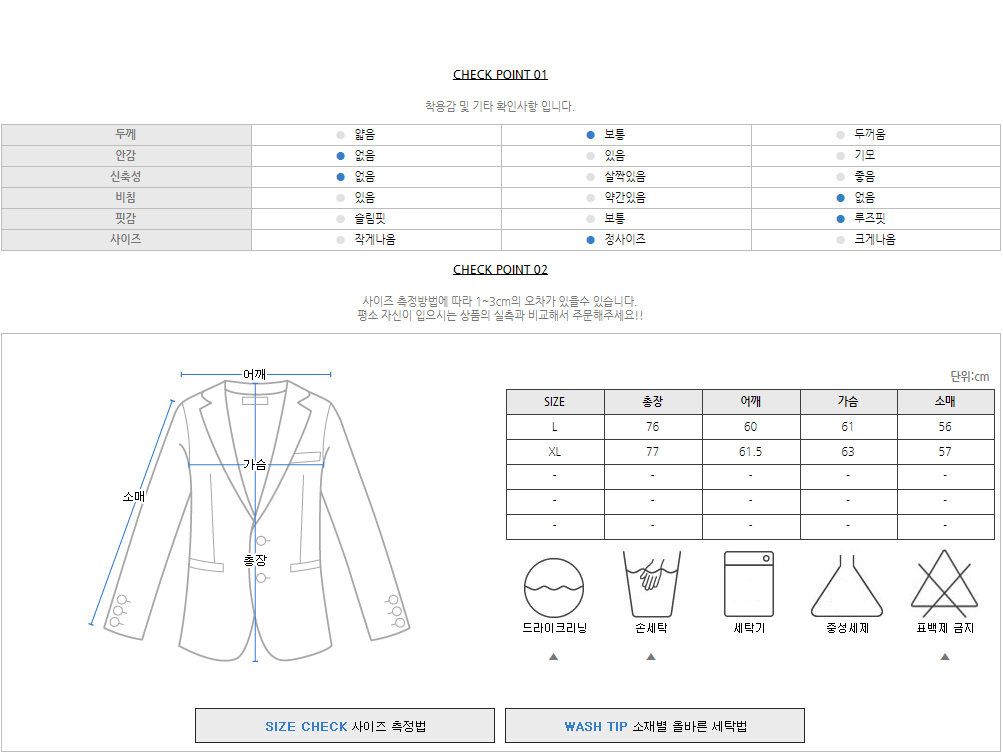 CHECK POINT 01
착용감 및 기타 확인사항 입니다.
두께 얇음 보통 두꺼움
안감 없음 있음 기모
신축성 없음 살짝있음 좋음
비침 있음 약간있음 없음
핏감 슬림핏 보통 루즈핏
사이즈 작게나옴 정사이즈 크게나옴
CHECK POINT 02
사이즈 측정방법에 따라 1~3cm의 오차가 있을수 있습니다.
평소 자신이 입으시는 상품의 실측과 비교해서 주문해주세요!!
어깨
가슴
소매
총장
단위:cm
SIZE 총장 어깨 가슴 소매
L 76 60 61 56
XL 77 61.5 63 57
- - - - -
- - - - -
- - - - -
드라이크리닝 손세탁 세탁기 중성세제 표백제 금지
SIZE CHECK 사이즈 측정법
WASH TIP 소재별 올바른 세탁법